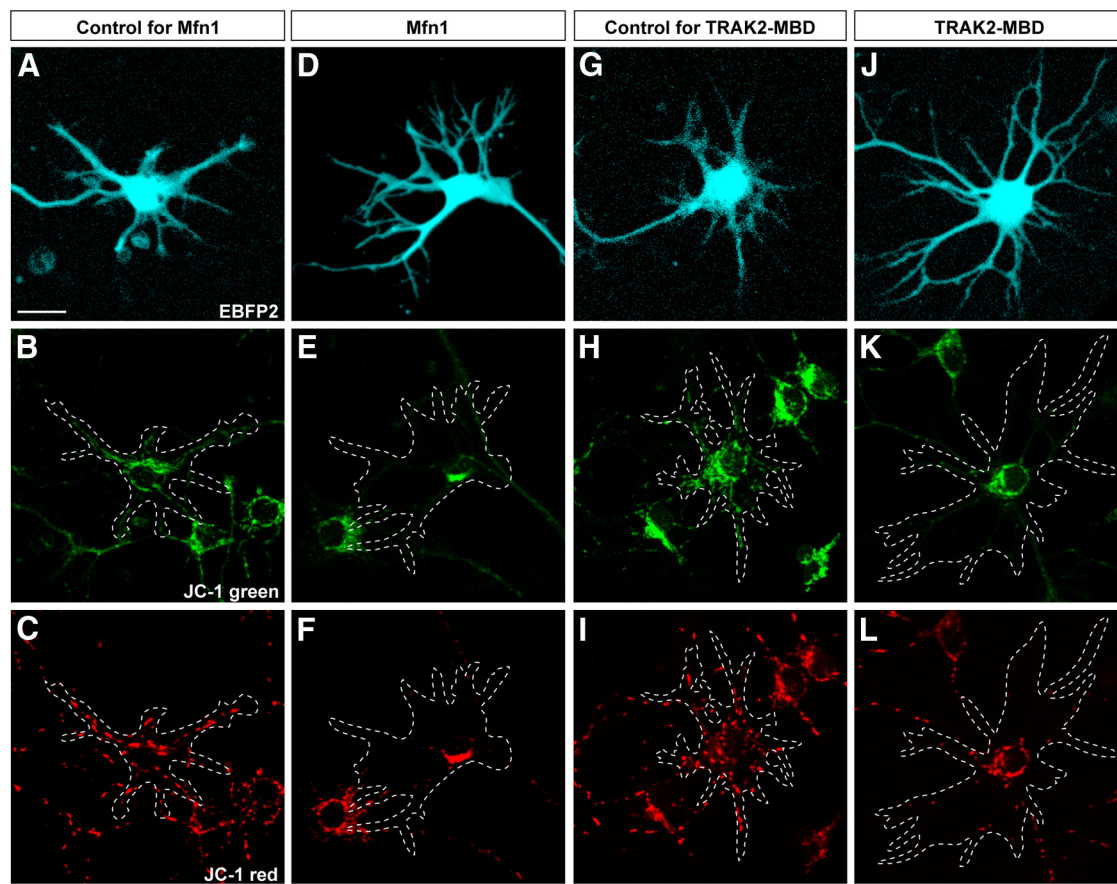 Control for Mfn1
Mfn1
Control for TRAK2-MBD
TRAK2-MBD
A
D
G
J
EBFP2
B
E
H
K
JC-1 green
C
F
I
L
JC-1 red